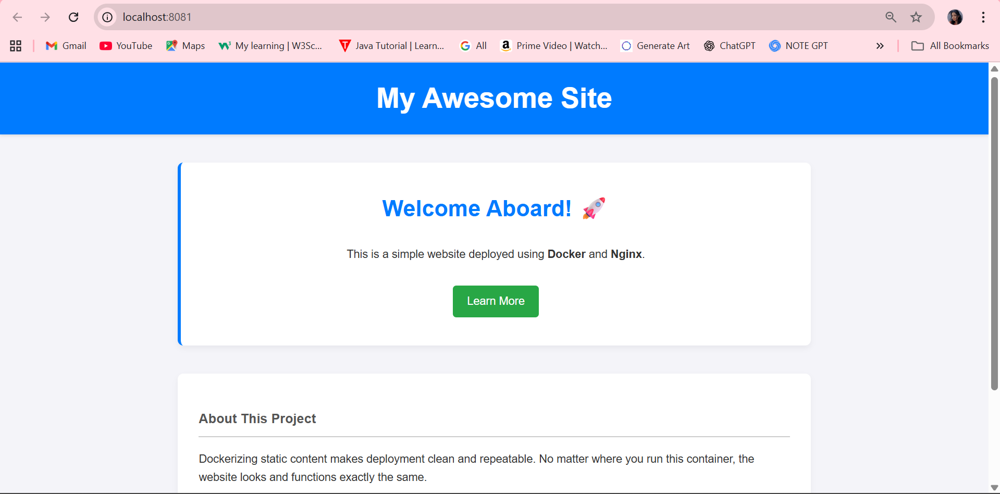 localhost:8081
Gmail YouTube Maps My learning | W3Sc... Java Tutorial | Learn... All Prime Video | Watch... Generate Art ChatGPT NOTE GPT » All Bookmarks
My Awesome Site
Welcome Aboard! 🚀
This is a simple website deployed using Docker and Nginx.
Learn More
About This Project
Dockerizing static content makes deployment clean and repeatable. No matter where you run this container, the
website looks and functions exactly the same.